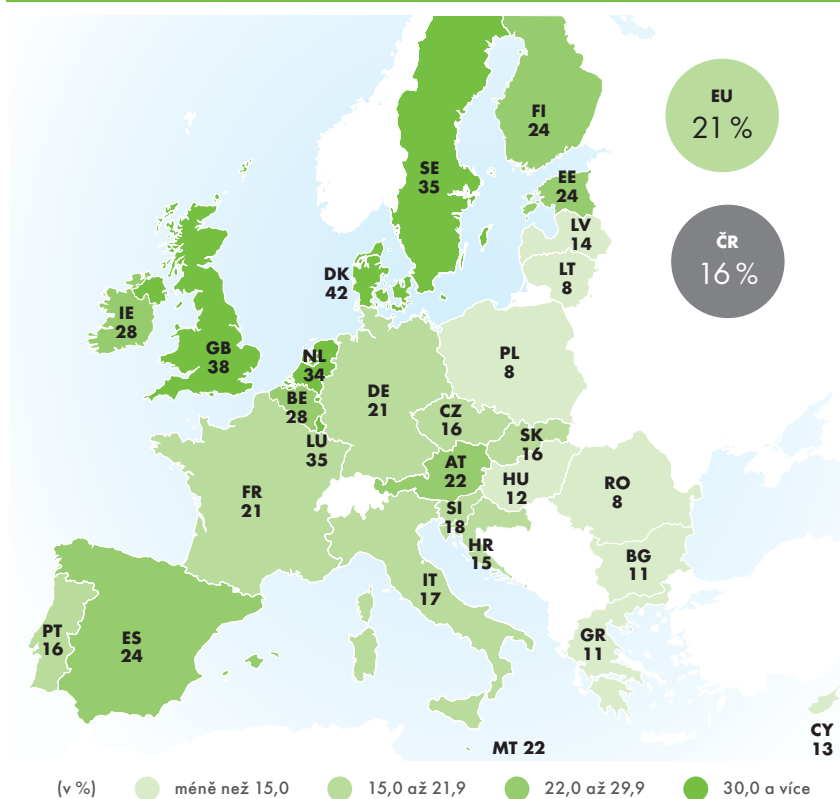 EU
21 %
ČR
16 %
FI
24
SE
35
EE
24
LV
14
LT
8
DK
42
IE
28
GB
38
NL
34
BE
28
LU
35
DE
21
PL
8
CZ
16
SK
16
AT
22
HU
12
RO
8
FR
21
SI
18
HR
15
BG
11
IT
17
GR
11
PT
16
ES
24
MT 22
CY
13
(v %) méně než 15,0 15,0 až 21,9 22,0 až 29,9 30,0 a více